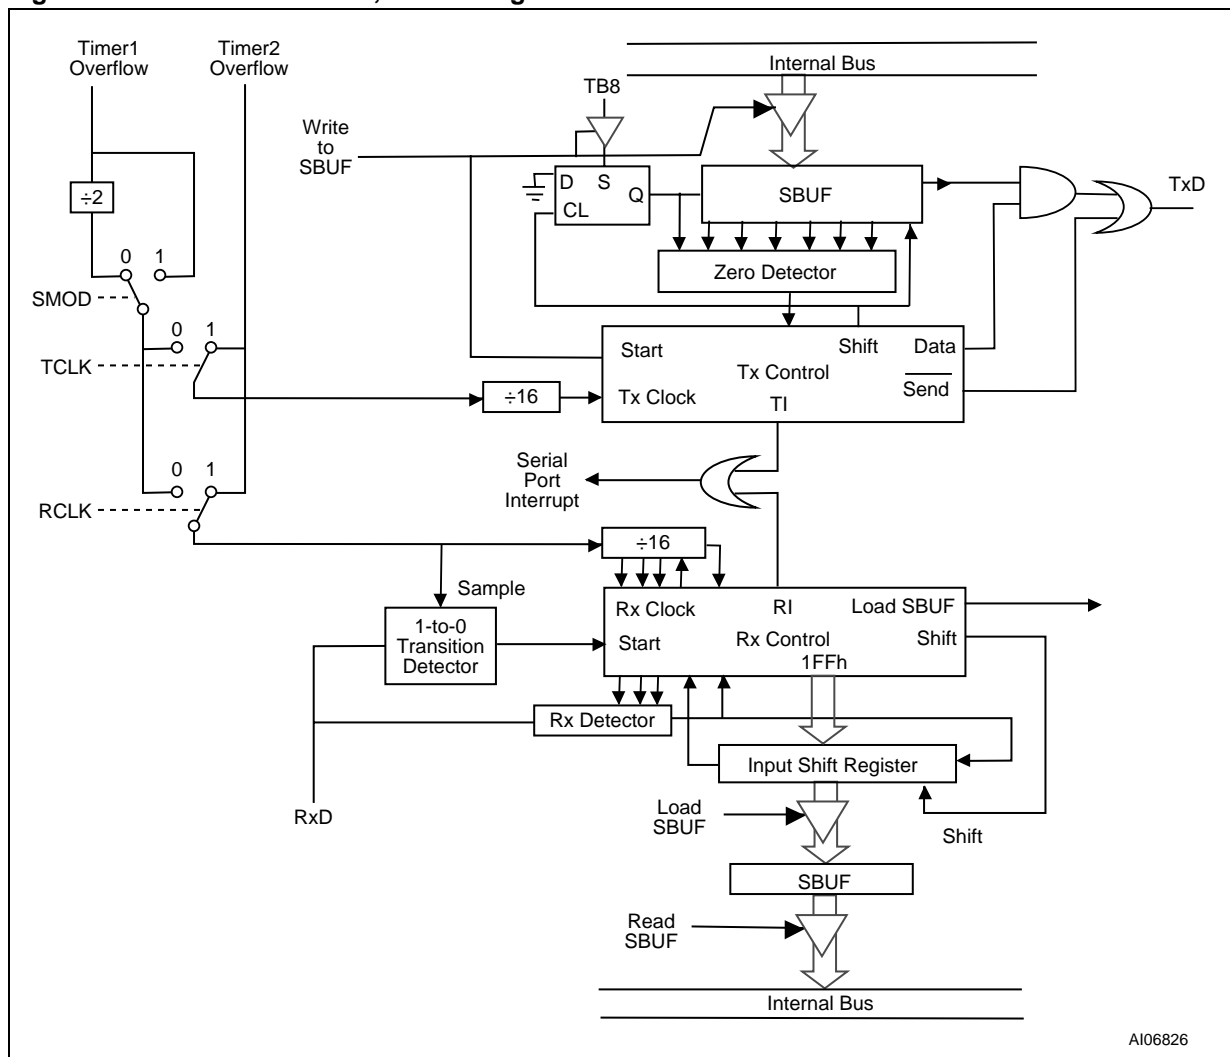 Timer1
Overflow
Timer2
Overflow
Internal Bus
TB8
Write
to
SBUF
D S
Q
CL
SBUF
TxD
÷2
Zero Detector
0 1
SMOD
0 1
TCLK
Start
Shift
Data
Tx Control
Send
÷16
Tx Clock
TI
Serial
Port
Interrupt
0 1
RCLK
÷16
Sample
Rx Clock
RI
Load SBUF
1-to-0
Transition
Detector
Start
Rx Control
Shift
1FFh
Rx Detector
Input Shift Register
RxD
Load
SBUF
Shift
SBUF
Read
SBUF
Internal Bus
AI06826